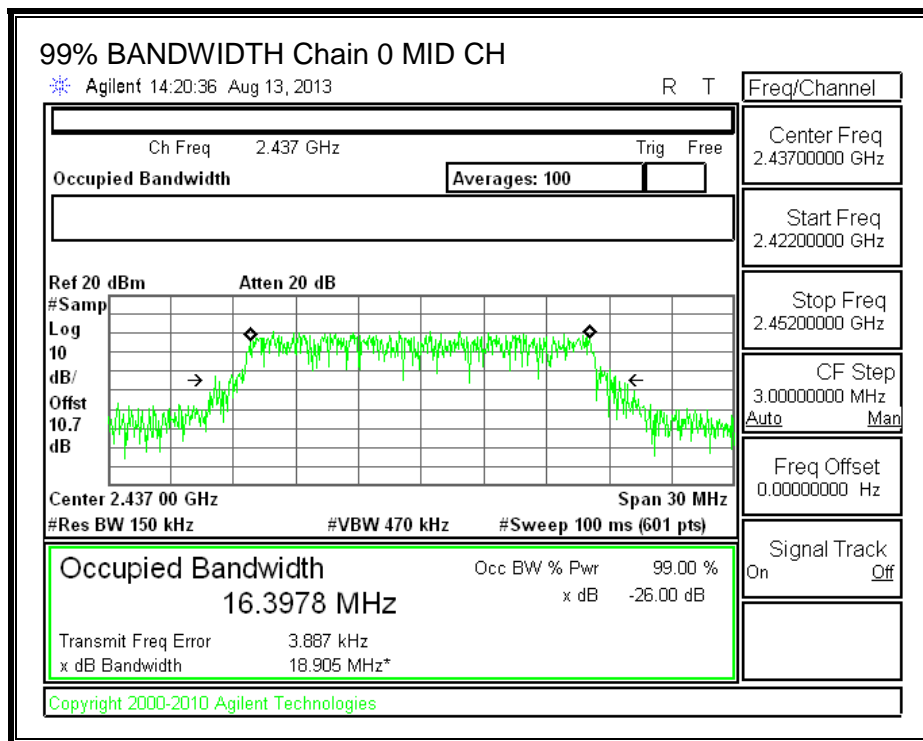 99% BANDWIDTH Chain 0 MID CH
Agilent 14:20:36 Aug 13, 2013 R T
Ch Freq 2.437 GHz Trig Free
Occupied Bandwidth Averages: 100
Ref 20 dBm Atten 20 dB
#Samp
Log
10
dB/
Offst
10.7
dB
Center 2.437 00 GHz Span 30 MHz
#Res BW 150 kHz #VBW 470 kHz #Sweep 100 ms (601 pts)
Occupied Bandwidth Occ BW % Pwr 99.00 %
16.3978 MHz x dB -26.00 dB
Transmit Freq Error 3.887 kHz
x dB Bandwidth 18.905 MHz*
Copyright 2000-2010 Agilent Technologies
Freq/Channel
Center Freq
2.43700000 GHz
Start Freq
2.42200000 GHz
Stop Freq
2.45200000 GHz
CF Step
3.00000000 MHz
Auto Man
Freq Offset
0.00000000 Hz
Signal Track
On Off